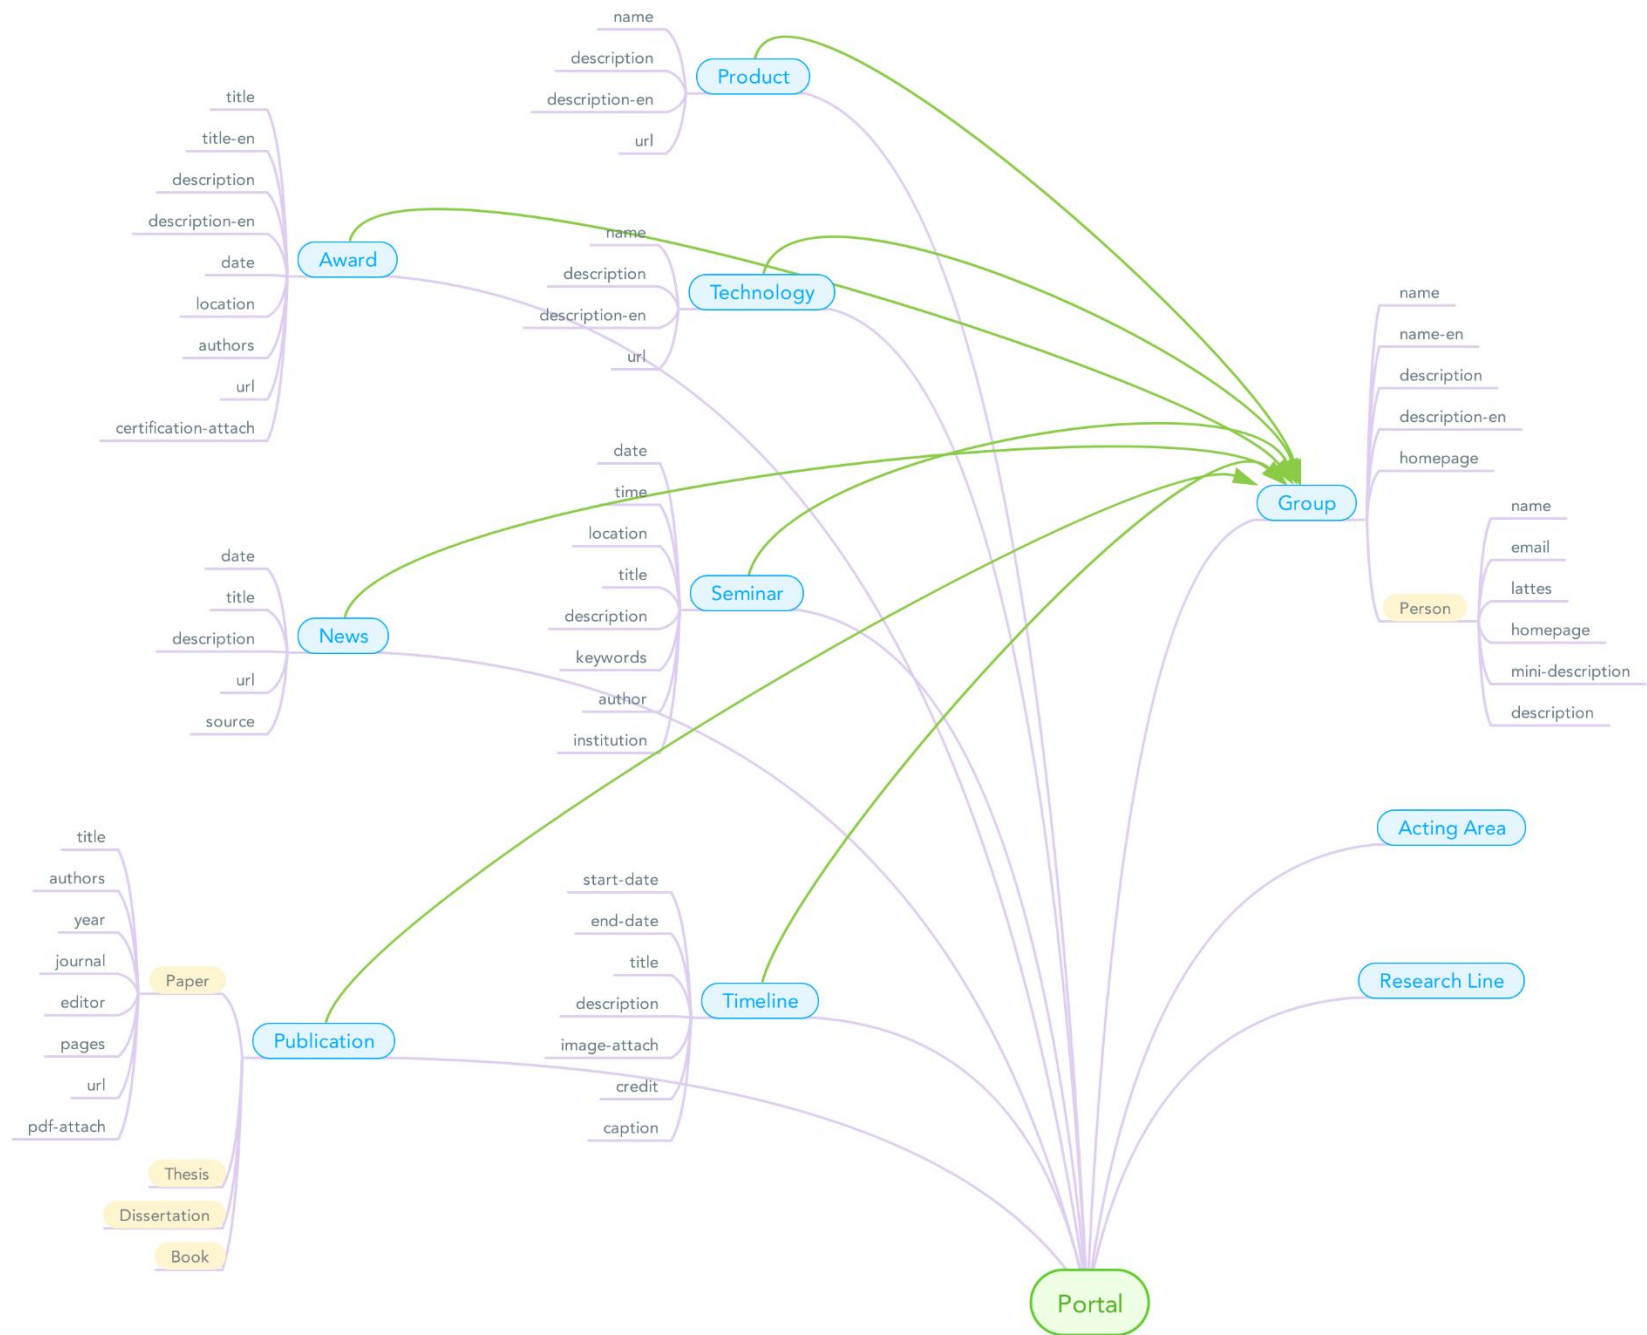 name
description
description-en
url
Product
title
title-en
description
description-en
date
location
authors
url
certification-attach
Award
name
description
description-en
url
Technology
name
name-en
description
description-en
homepage
Group
Person
name
email
lattes
homepage
mini-description
description
date
time
location
title
description
keywords
author
institution
Seminar
date
title
description
url
source
News
Acting Area
Research Line
title
authors
year
journal
editor
pages
url
pdf-attach
Paper
Thesis
Dissertation
Book
Publication
start-date
end-date
title
description
image-attach
credit
caption
Timeline
Portal